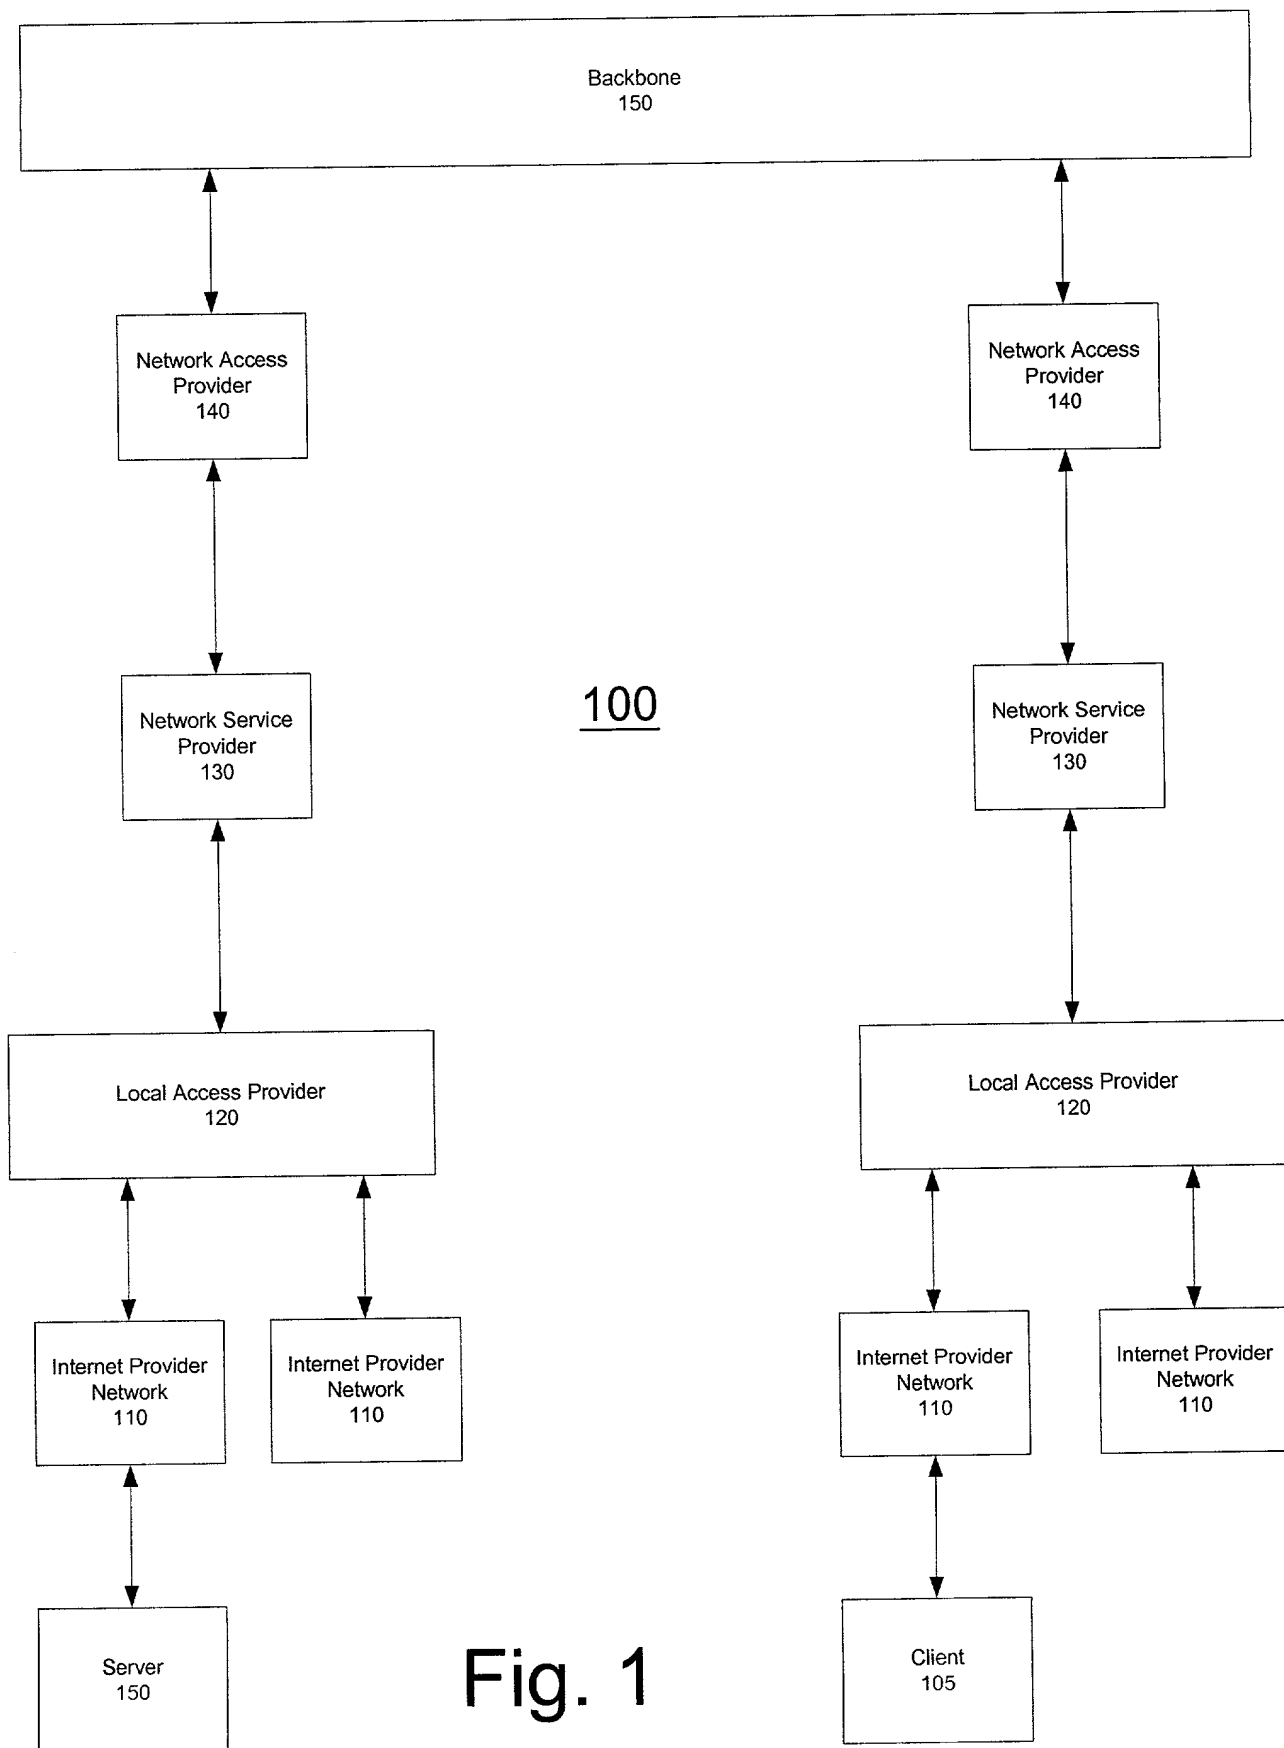 Backbone
150
Network Access
Provider
140
Network Access
Provider
140
Network Service
Provider
130
100
Network Service
Provider
130
Local Access Provider
120
Local Access Provider
120
Internet Provider
Network
110
Internet Provider
Network
110
Internet Provider
Network
110
Internet Provider
Network
110
Server
150
Fig. 1
Client
105